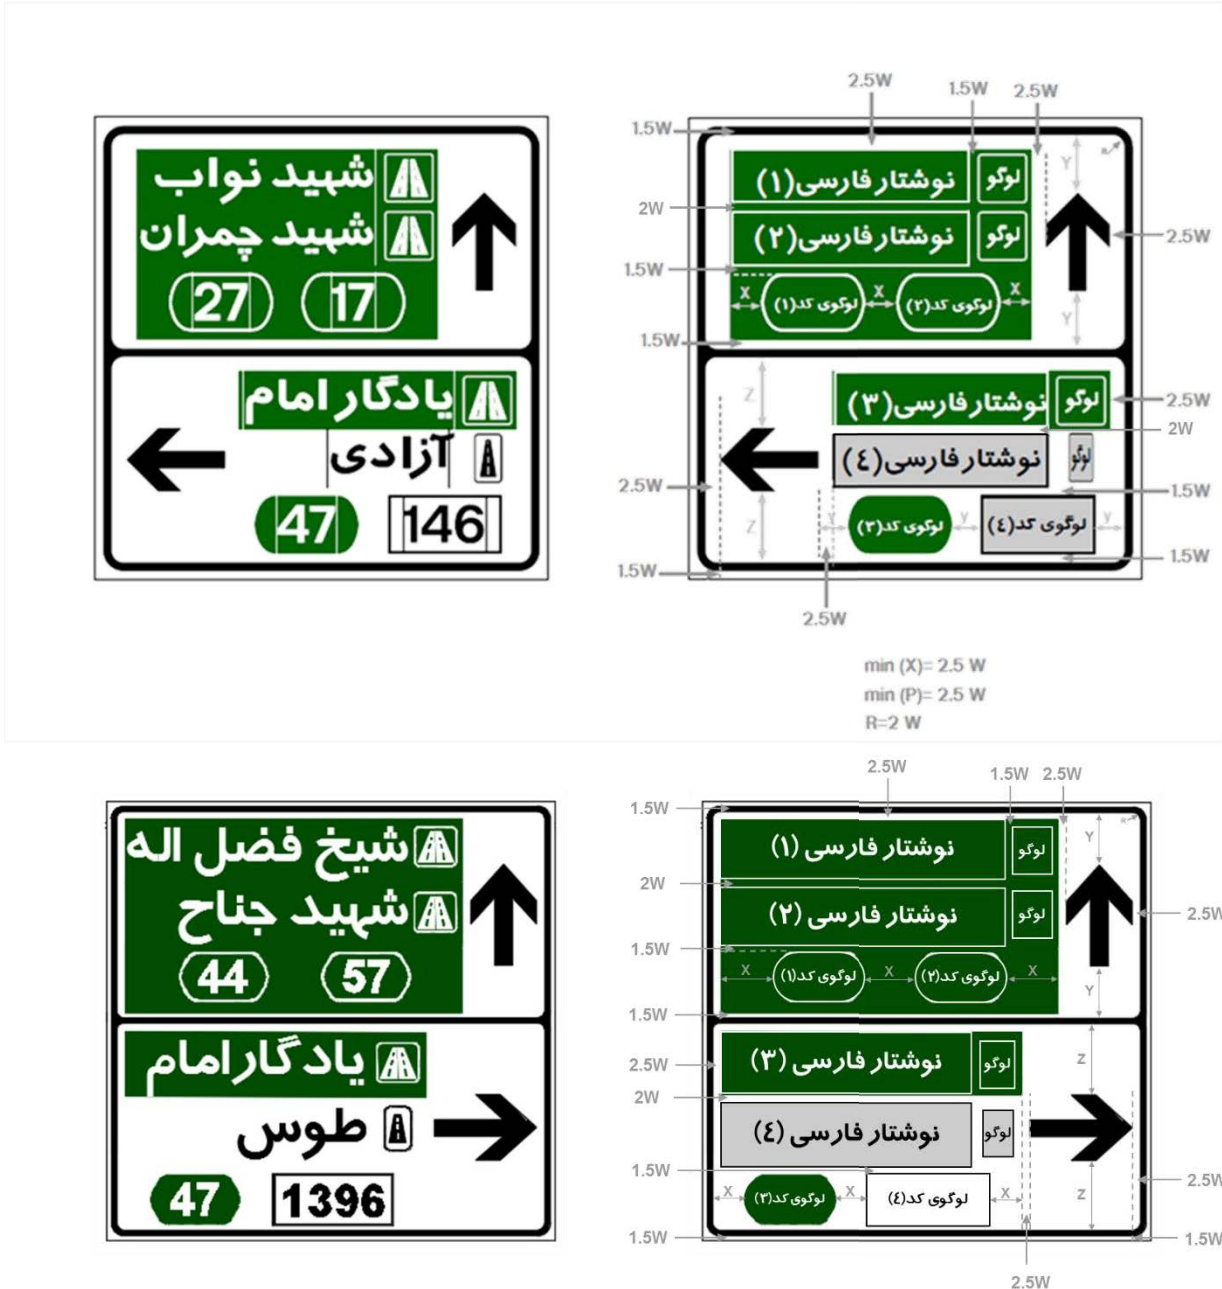 شهید نواب
شهید چمران
27 17
یادگار امام
آزادی
47 146
2.5W
1.5W 2.5W
1.5W
نوشتار فارسی(۱) لوگو
Y
R
2W
نوشتار فارسی(۲) لوگو
2.5W
1.5W
X لوگوی کد(۱) X لوگوی کد(۲) X
Y
1.5W
Z
نوشتار فارسی(۳) لوگو
2.5W
2W
نوشتار فارسی(٤) لوگو
2.5W
1.5W
Z
Y لوگوی کد(۳) y لوگوی کد(٤) y
1.5W
1.5W
2.5W
min (X)= 2.5 W
min (P)= 2.5 W
R=2 W
شیخ فضل اله
شهید جناح
44 57
یادگارامام
طوس
47 1396
2.5W
1.5W 2.5W
1.5W
نوشتار فارسی (۱) لوگو
Y
R
2W
نوشتار فارسی (۲) لوگو
2.5W
1.5W
X لوگوی کد(۱) X لوگوی کد(۲) X
Y
1.5W
2.5W
نوشتار فارسی (۳) لوگو
Z
2W
نوشتار فارسی (٤) لوگو
1.5W
2.5W
X لوگوی کد(۳) X لوگوی کد(٤) X
Z
1.5W
1.5W
2.5W